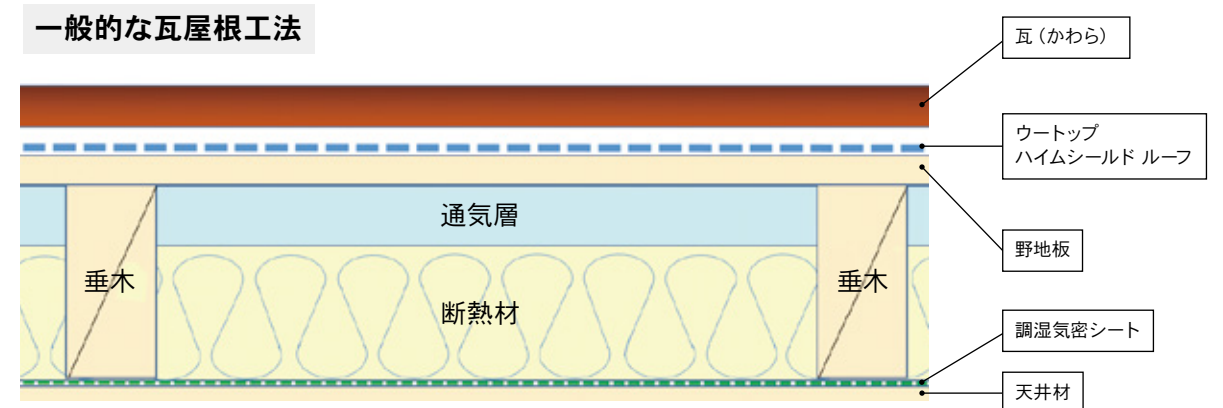 一般的な瓦屋根工法
瓦（かわら）
ウートップ
ハイムシールド ルーフ
通気層
垂木
垂木
野地板
断熱材
調湿気密シート
天井材